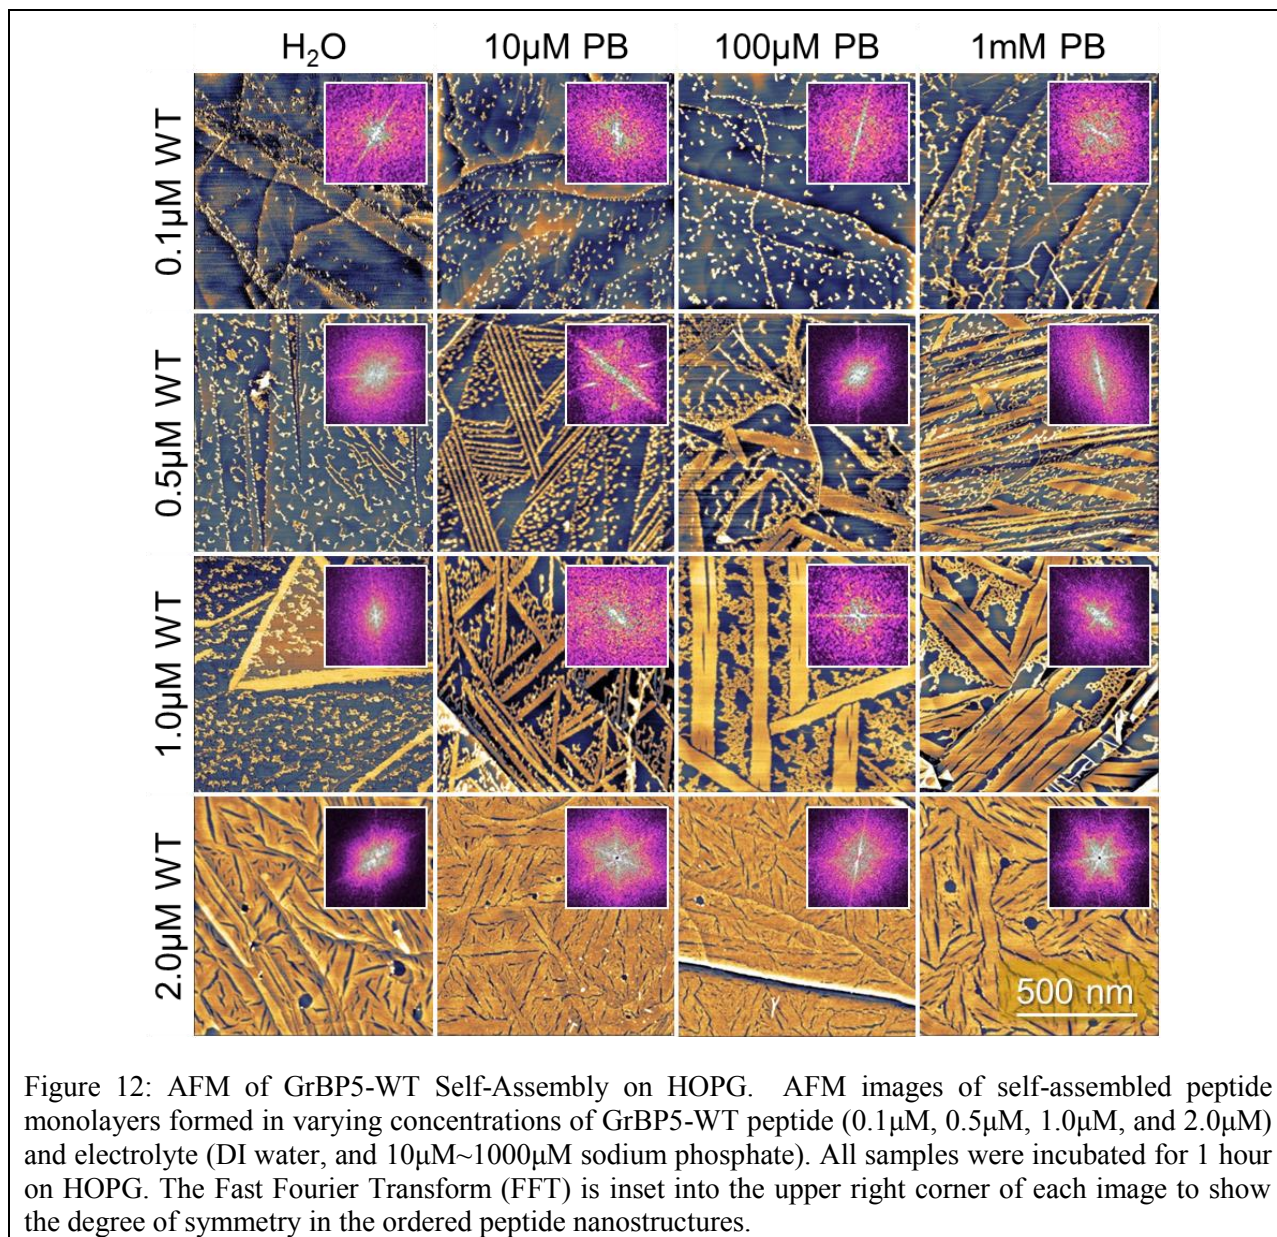 H₂O 10μM PB 100μM PB 1mM PB
0.1μM WT
0.5μM WT
1.0μM WT
2.0μM WT
500 nm
Figure 12: AFM of GrBP5-WT Self-Assembly on HOPG. AFM images of self-assembled peptide
monolayers formed in varying concentrations of GrBP5-WT peptide (0.1μM, 0.5μM, 1.0μM, and 2.0μM)
and electrolyte (DI water, and 10μM~1000μM sodium phosphate). All samples were incubated for 1 hour
on HOPG. The Fast Fourier Transform (FFT) is inset into the upper right corner of each image to show
the degree of symmetry in the ordered peptide nanostructures.